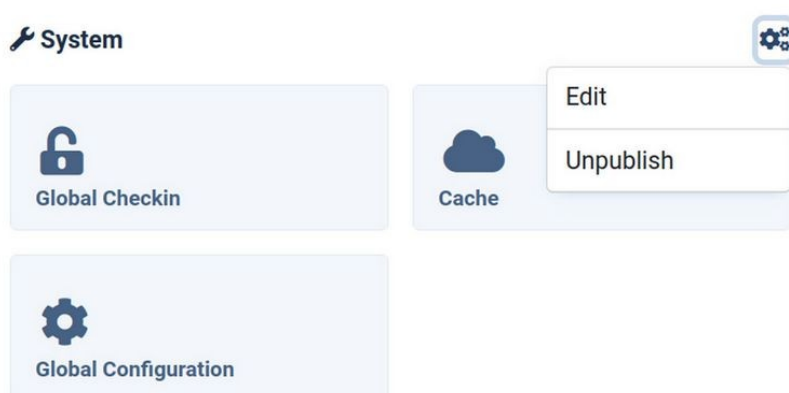 System
Edit
Unpublish
Global Checkin
Cache
Global Configuration